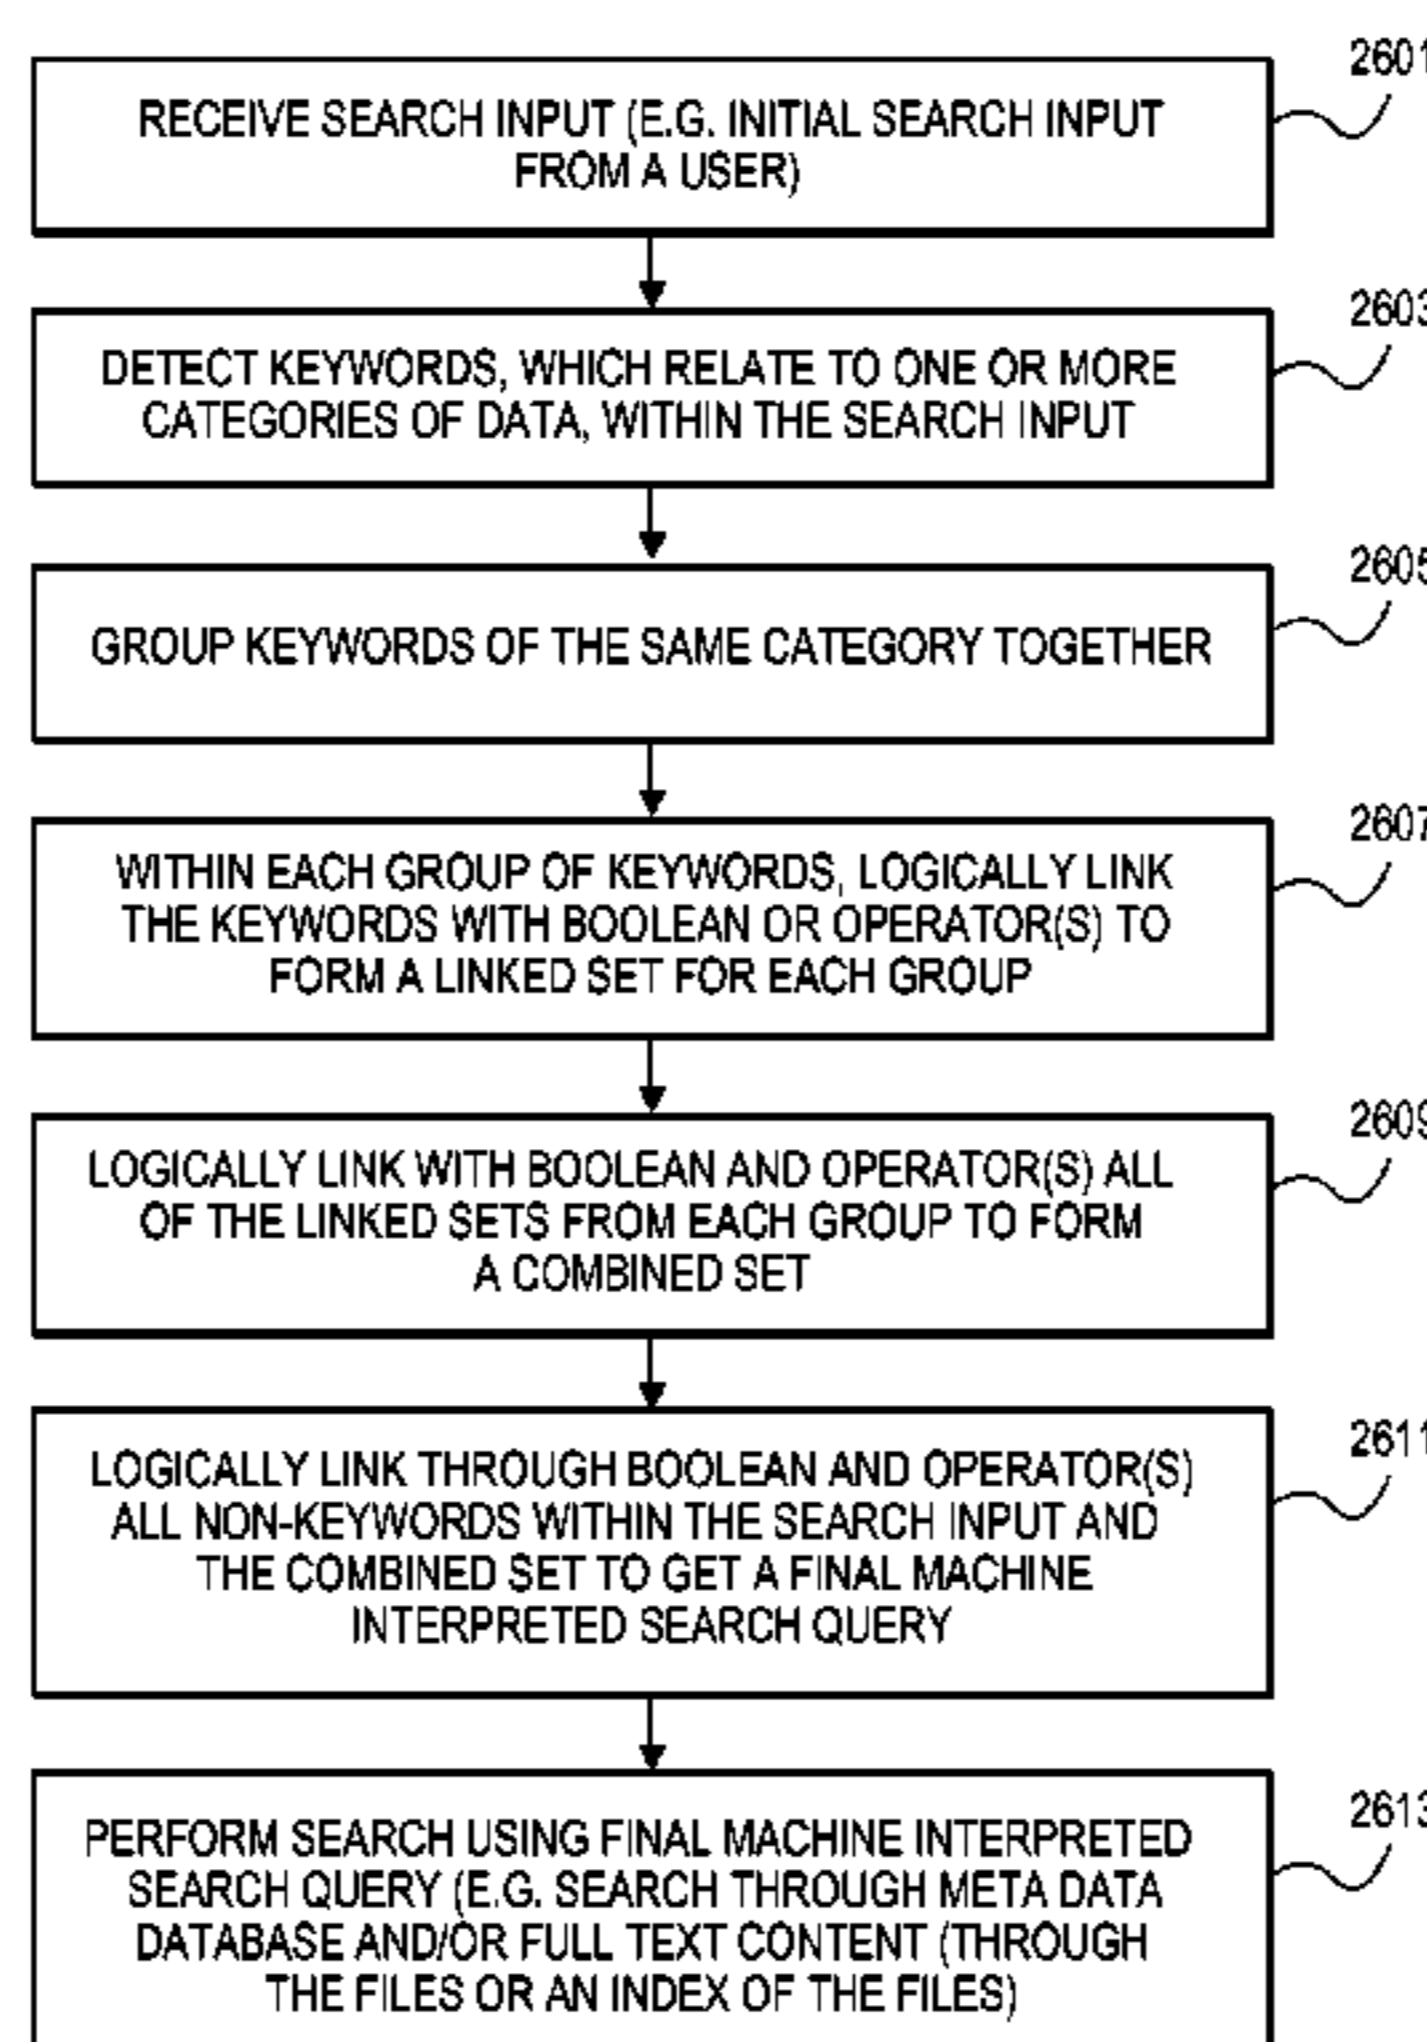 2601
RECEIVE SEARCH INPUT (E.G. INITIAL SEARCH INPUT
FROM A USER)
2603
DETECT KEYWORDS, WHICH RELATE TO ONE OR MORE
CATEGORIES OF DATA, WITHIN THE SEARCH INPUT
2605
GROUP KEYWORDS OF THE SAME CATEGORY TOGETHER
2607
WITHIN EACH GROUP OF KEYWORDS, LOGICALLY LINK
THE KEYWORDS WITH BOOLEAN OR OPERATOR(S) TO
FORM A LINKED SET FOR EACH GROUP
2609
LOGICALLY LINK WITH BOOLEAN AND OPERATOR(S) ALL
OF THE LINKED SETS FROM EACH GROUP TO FORM
A COMBINED SET
2611
LOGICALLY LINK THROUGH BOOLEAN AND OPERATOR(S)
ALL NON-KEYWORDS WITHIN THE SEARCH INPUT AND
THE COMBINED SET TO GET A FINAL MACHINE
INTERPRETED SEARCH QUERY
2613
PERFORM SEARCH USING FINAL MACHINE INTERPRETED
SEARCH QUERY (E.G. SEARCH THROUGH META DATA
DATABASE AND/OR FULL TEXT CONTENT (THROUGH
THE FILES OR AN INDEX OF THE FILES)